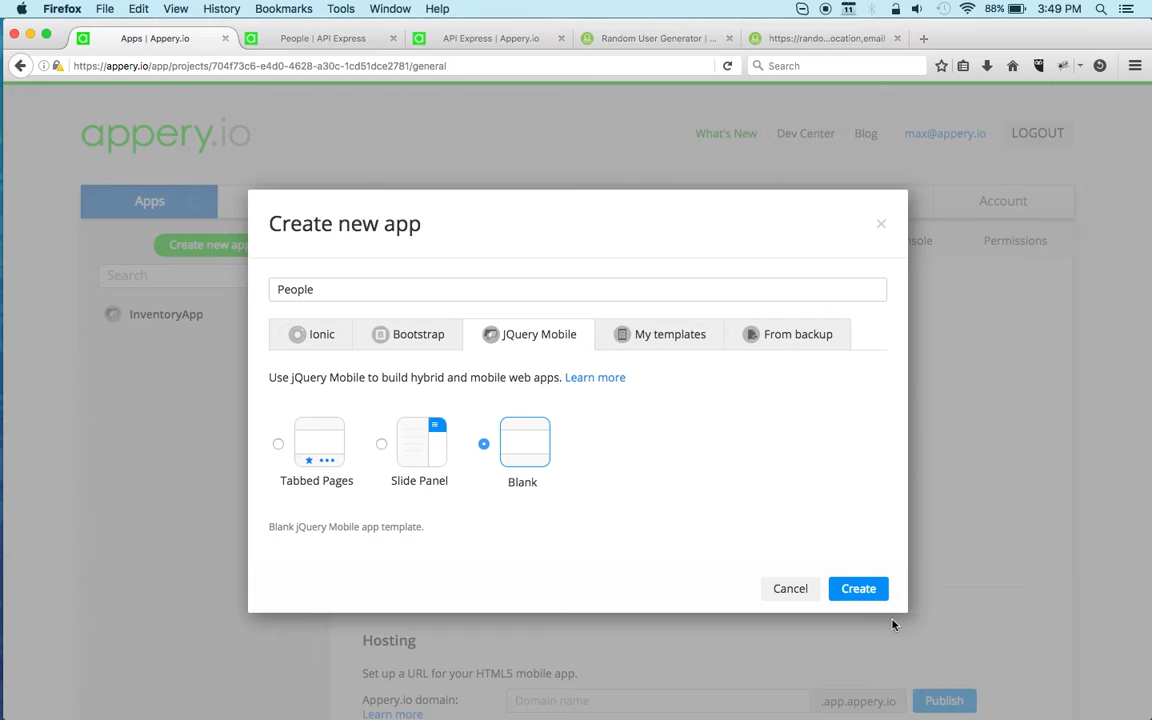 Firefox File Edit View History Bookmarks Tools Window Help 11 88% 3:49 PM
Apps | Appery.io People | API Express API Express | Appery.io Random User Generator | ... https://rando...ocation,email
https://appery.io/app/projects/704f73c6-e4d0-4628-a30c-1cd51dce2781/general Search
appery.io What's New Dev Center Blog max@appery.io LOGOUT
Apps Account
Create new app
Permissions
Search
InventoryApp
Create new app
People
Ionic Bootstrap JQuery Mobile My templates From backup
Use jQuery Mobile to build hybrid and mobile web apps. Learn more
Tabbed Pages Slide Panel Blank
Blank jQuery Mobile app template.
Cancel Create
Hosting
Set up a URL for your HTML5 mobile app.
Appery.io domain: Domain name .app.appery.io Publish
Learn more